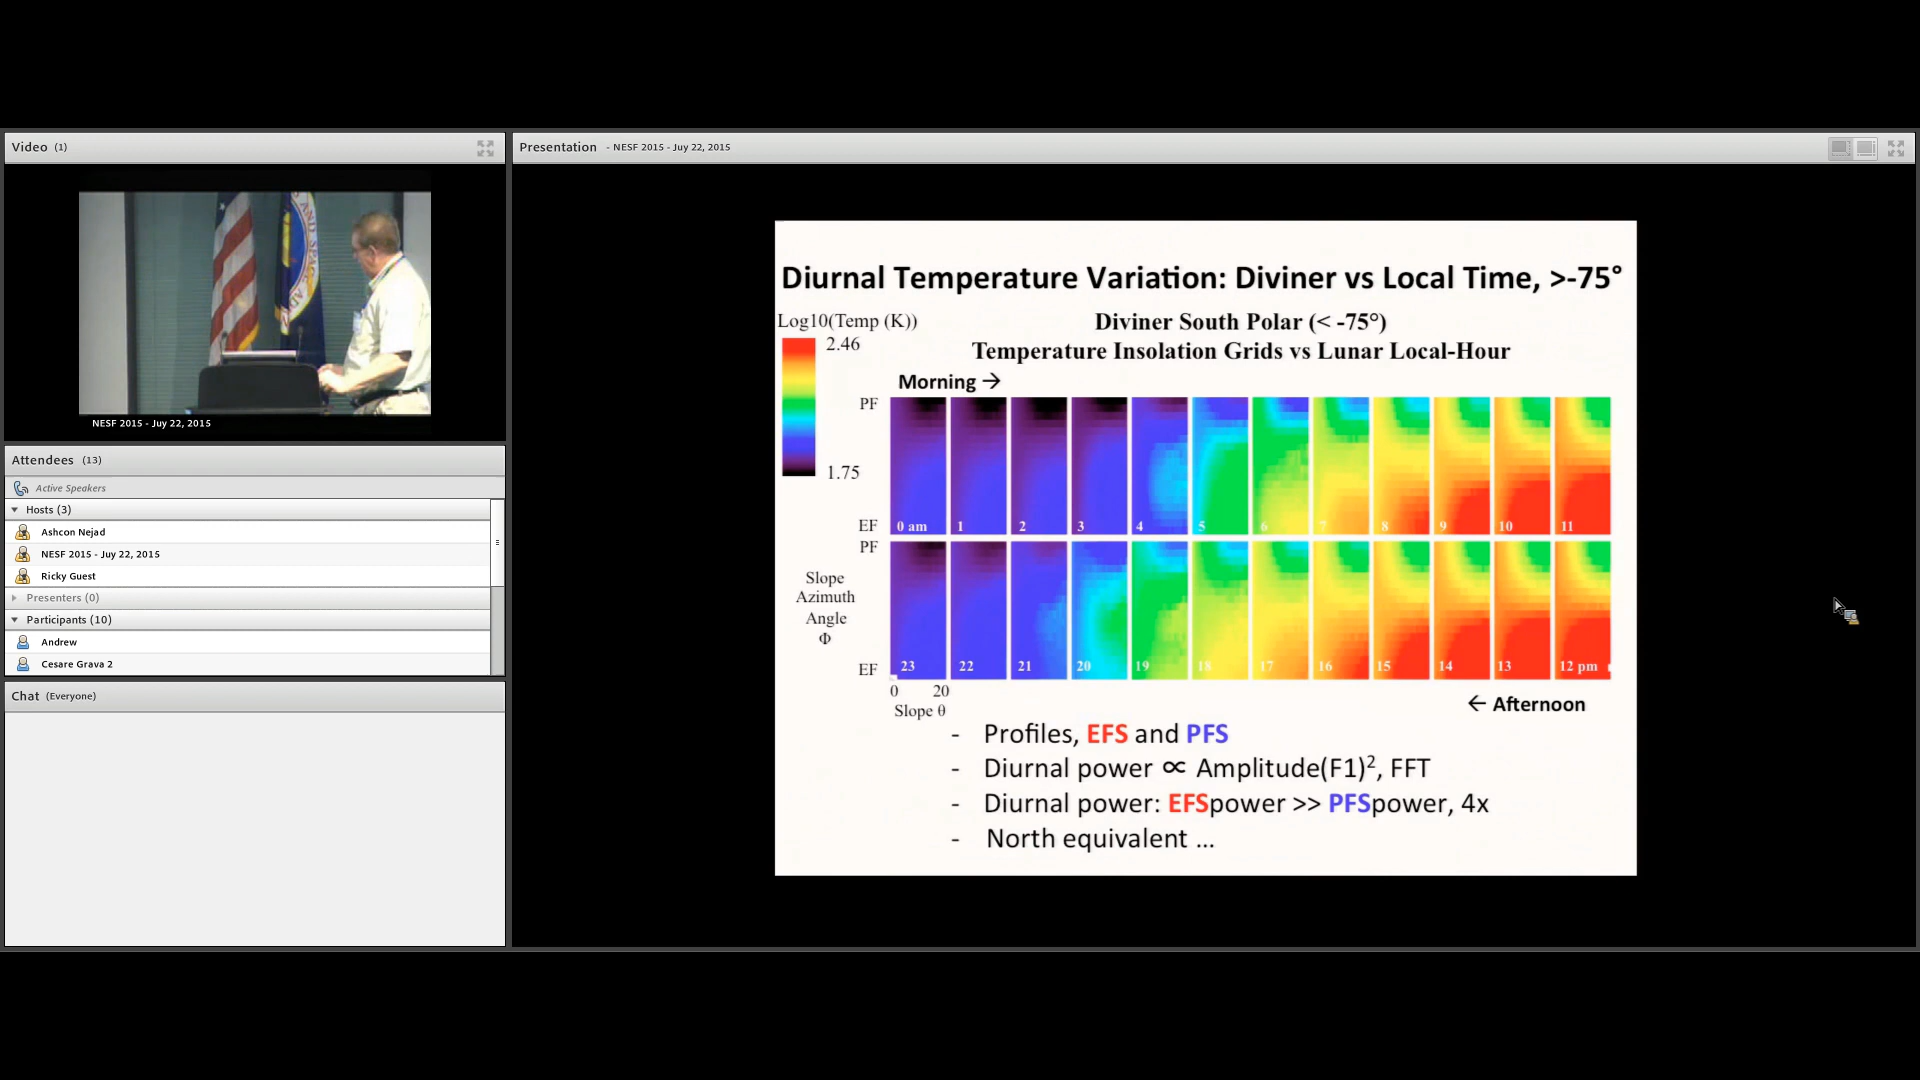 Video (1)
NESF 2015 - Juy 22, 2015
Attendees (13)
Active Speakers
Hosts (3)
Ashcon Nejad
NESF 2015 - Juy 22, 2015
Ricky Guest
Presenters (0)
Participants (10)
Andrew
Cesare Grava 2
Chat (Everyone)
Presentation - NESF 2015 - Juy 22, 2015
Diurnal Temperature Variation: Diviner vs Local Time, >-75°
Log10(Temp (K))
2.46
1.75
Diviner South Polar (< -75°)
Temperature Insolation Grids vs Lunar Local-Hour
Morning →
PF
EF
0 am 1 2 3 4 5 6 7 8 9 10 11
PF
Slope
Azimuth
Angle
Φ
EF
23 22 21 20 19 18 17 16 15 14 13 12 pm
0 20
Slope θ
← Afternoon
- Profiles, EFS and PFS
- Diurnal power ∝ Amplitude(F1)², FFT
- Diurnal power: EFSpower >> PFSpower, 4x
- North equivalent ...